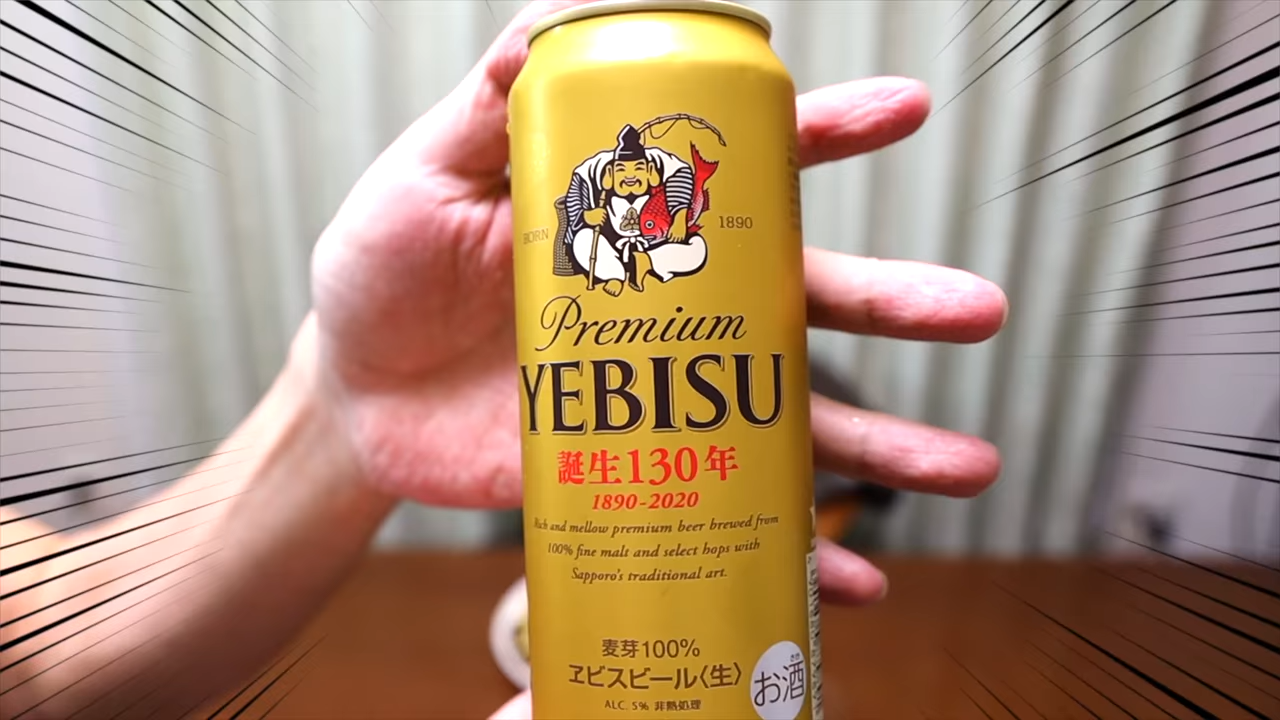 BORN 1890
Premium
YEBISU
誕生130年
1890-2020
Rich and mellow premium beer brewed from
100% fine malt and select hops with
Sapporo's traditional art.
麦芽100%
ヱビスビール〈生〉
さけ
お酒
ALC. 5% 非熱処理